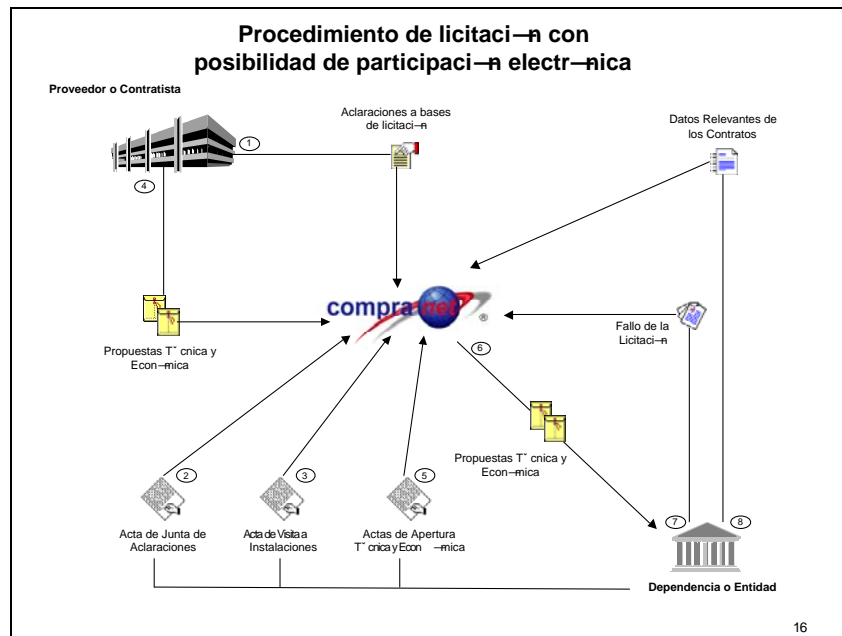 Procedimiento de licitaci—n con
posibilidad de participaci—n electr—nica
Proveedor o Contratista
Aclaraciones a bases
de licitaci—n
Datos Relevantes de
los Contratos
1
4
compranet
®
Propuestas Tˇ cnica y
Econ—mica
Fallo de la
Licitaci—n
6
Propuestas Tˇ cnica y
Econ—mica
2
3
5
Acta de Junta de
Aclaraciones
Acta de Visita a
Instalaciones
Actas de Apertura
Tˇ cnica y Econ —mica
7
8
Dependencia o Entidad
16